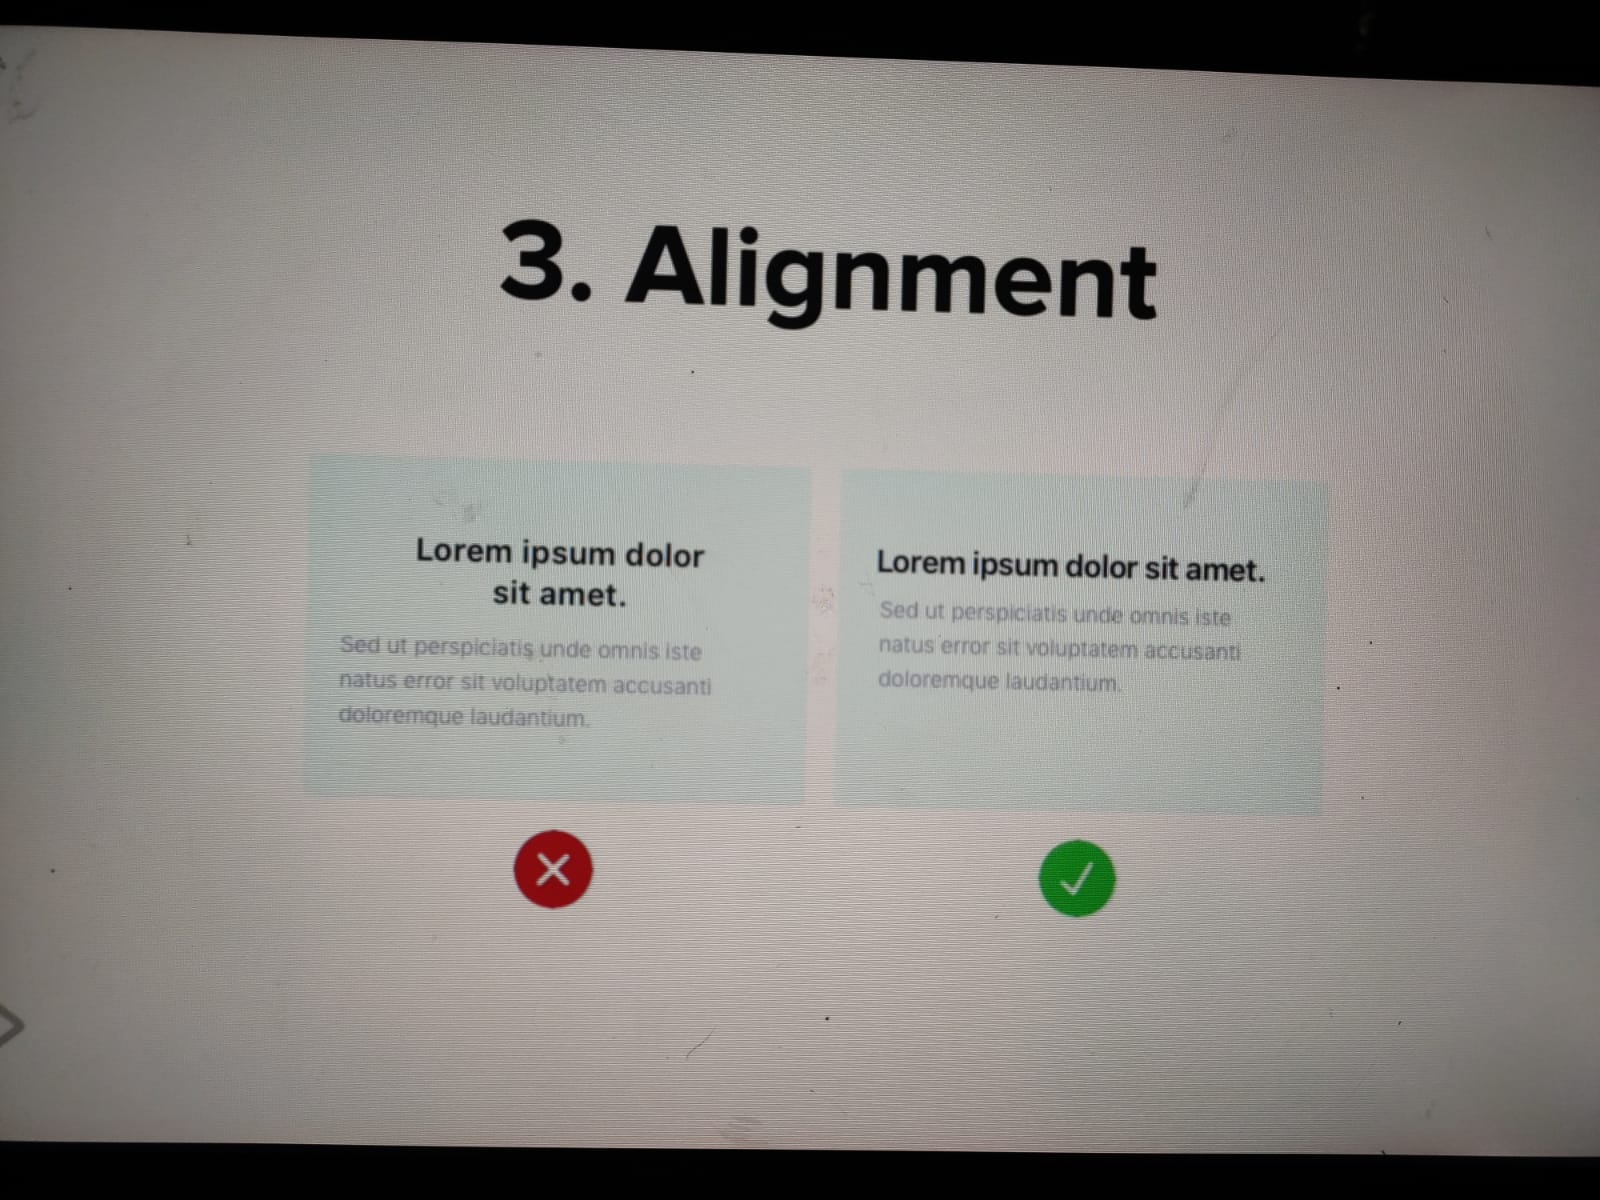 3. Alignment
Lorem ipsum dolor
sit amet.
Sed ut perspiciatis unde omnis iste
natus error sit voluptatem accusanti
doloremque laudantium.
Lorem ipsum dolor sit amet.
Sed ut perspiciatis unde omnis iste
natus error sit voluptatem accusanti
doloremque laudantium.